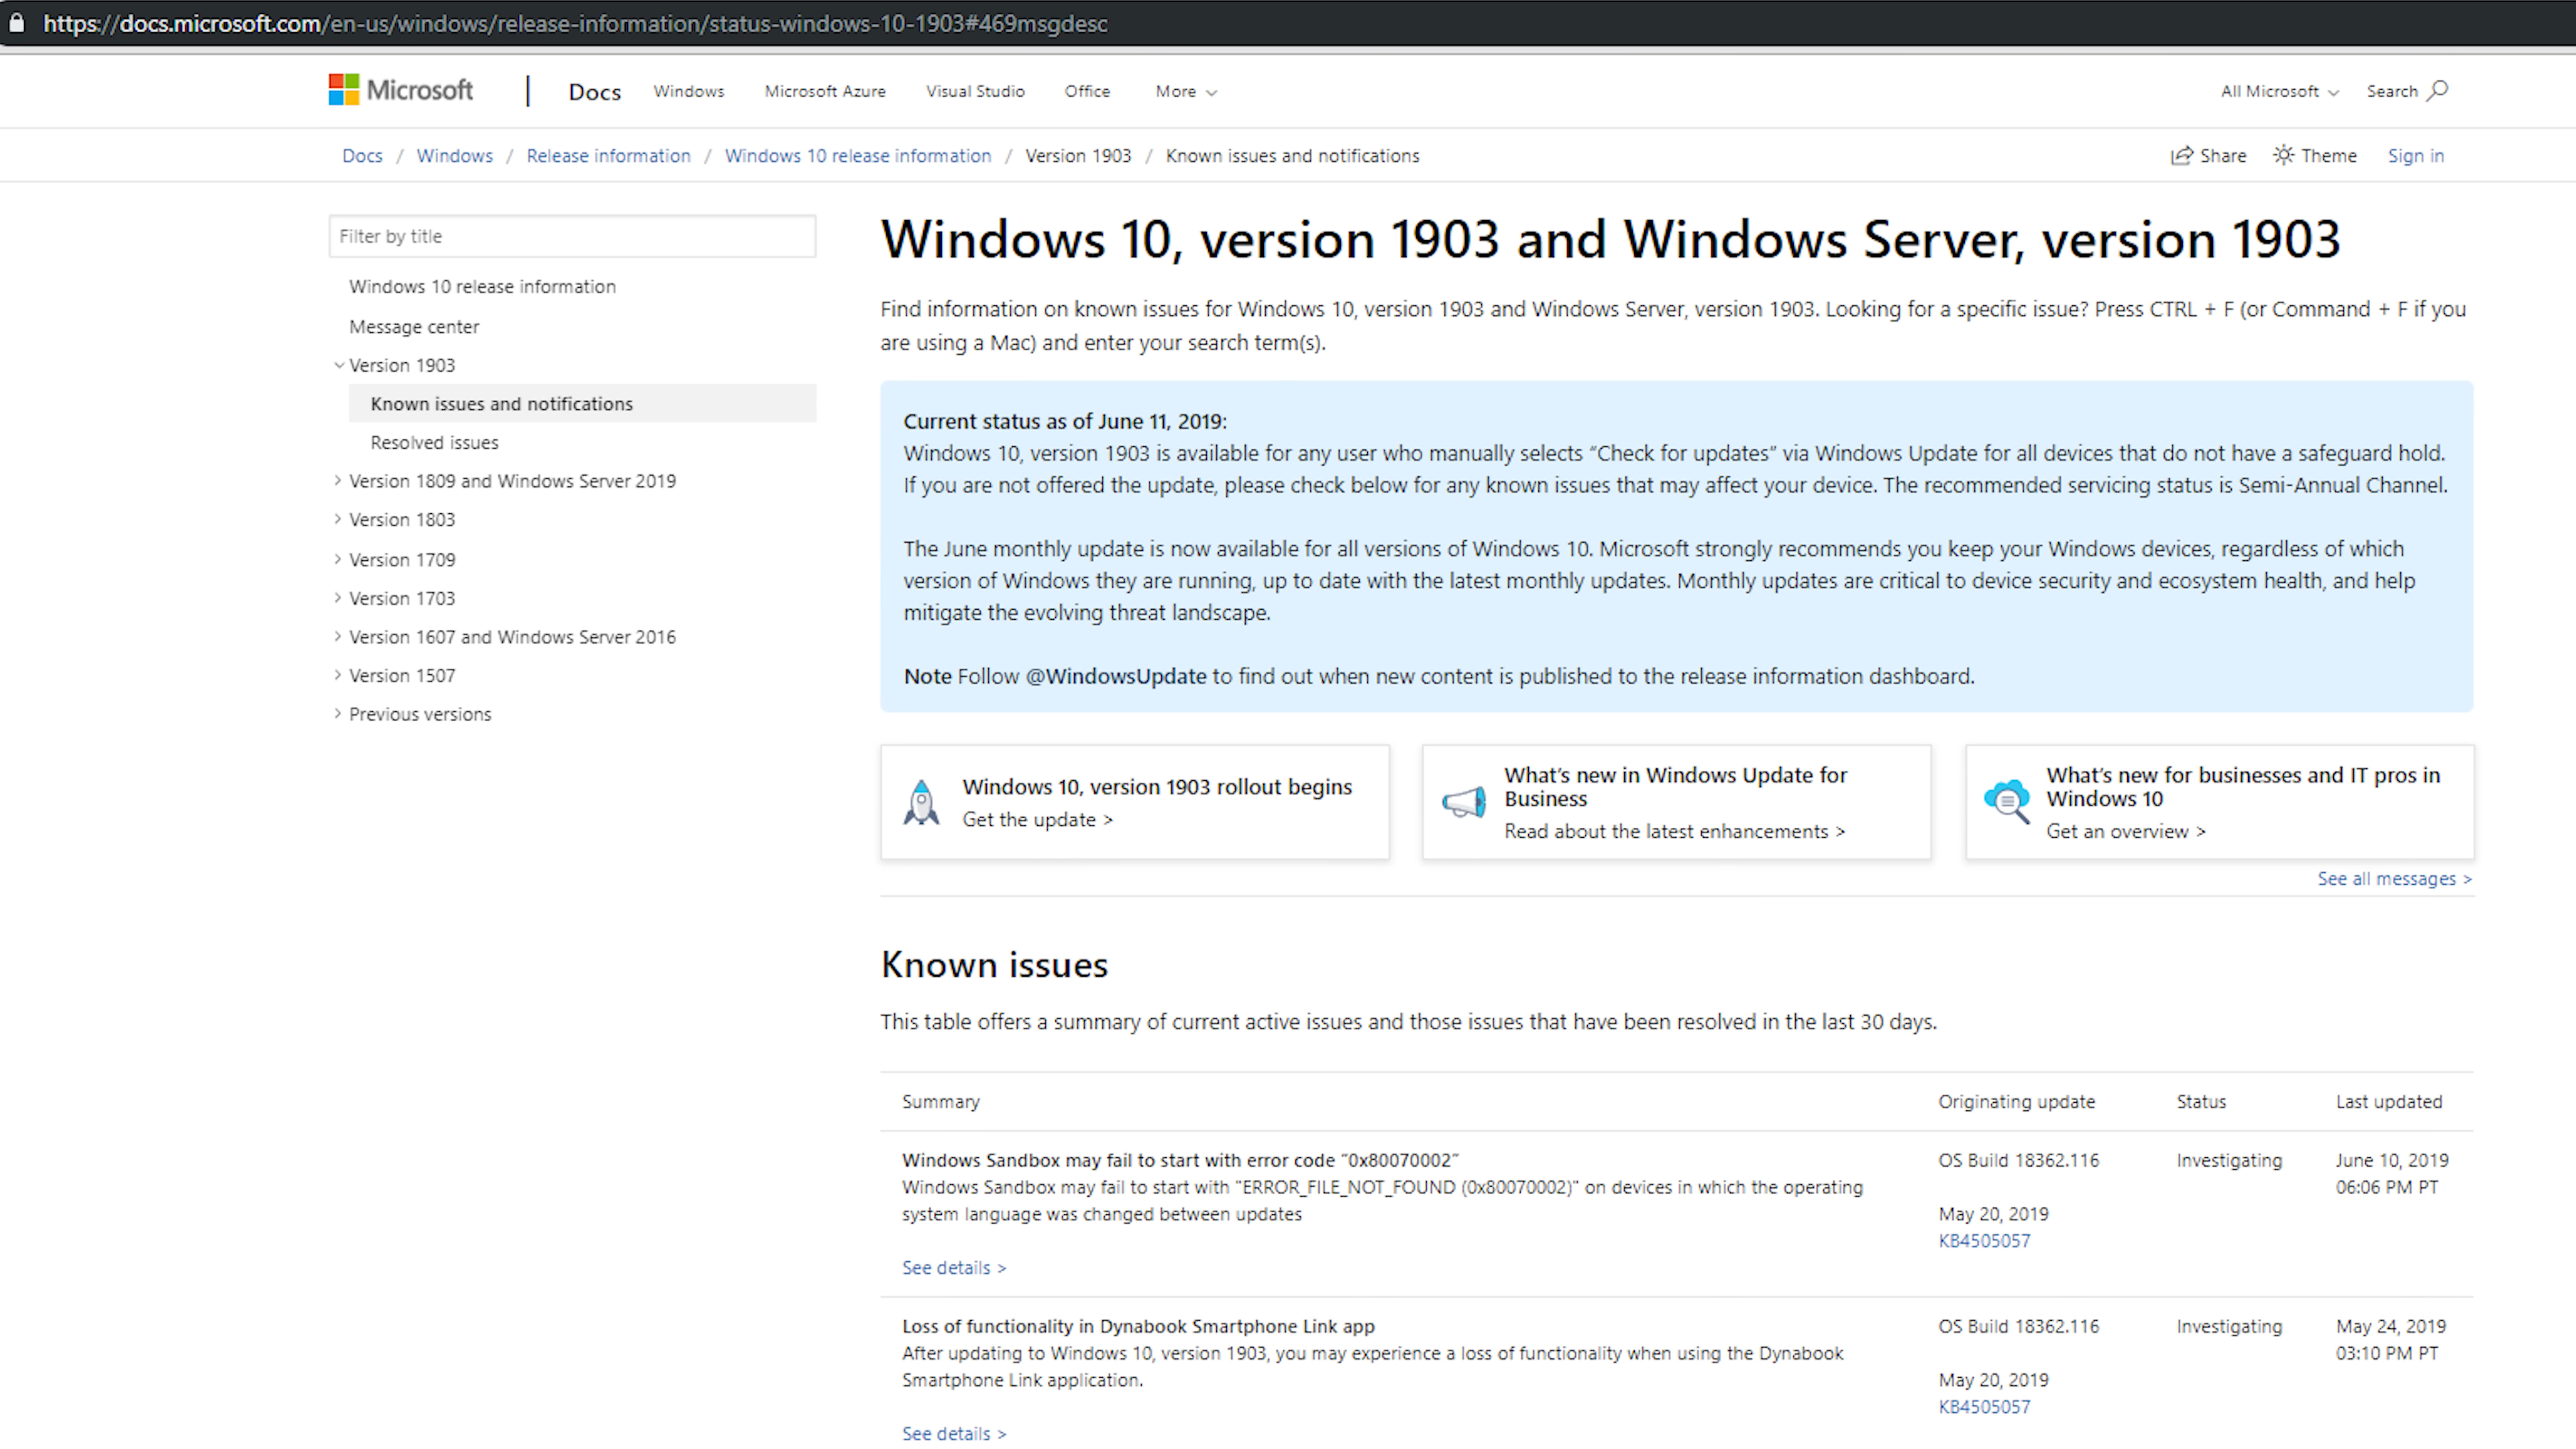 https://docs.microsoft.com/en-us/windows/release-information/status-windows-10-1903#469msgdesc
Microsoft | Docs Windows Microsoft Azure Visual Studio Office More All Microsoft Search
Docs / Windows / Release information / Windows 10 release information / Version 1903 / Known issues and notifications Share Theme Sign in
Filter by title
Windows 10 release information
Message center
Version 1903
Known issues and notifications
Resolved issues
Version 1809 and Windows Server 2019
Version 1803
Version 1709
Version 1703
Version 1607 and Windows Server 2016
Version 1507
Previous versions
Windows 10, version 1903 and Windows Server, version 1903
Find information on known issues for Windows 10, version 1903 and Windows Server, version 1903. Looking for a specific issue? Press CTRL + F (or Command + F if you
are using a Mac) and enter your search term(s).
Current status as of June 11, 2019:
Windows 10, version 1903 is available for any user who manually selects “Check for updates” via Windows Update for all devices that do not have a safeguard hold.
If you are not offered the update, please check below for any known issues that may affect your device. The recommended servicing status is Semi-Annual Channel.
The June monthly update is now available for all versions of Windows 10. Microsoft strongly recommends you keep your Windows devices, regardless of which
version of Windows they are running, up to date with the latest monthly updates. Monthly updates are critical to device security and ecosystem health, and help
mitigate the evolving threat landscape.
Note Follow @WindowsUpdate to find out when new content is published to the release information dashboard.
Windows 10, version 1903 rollout begins
Get the update >
What’s new in Windows Update for
Business
Read about the latest enhancements >
What’s new for businesses and IT pros in
Windows 10
Get an overview >
See all messages >
Known issues
This table offers a summary of current active issues and those issues that have been resolved in the last 30 days.
Summary Originating update Status Last updated
Windows Sandbox may fail to start with error code “0x80070002”
Windows Sandbox may fail to start with "ERROR_FILE_NOT_FOUND (0x80070002)" on devices in which the operating
system language was changed between updates
See details >
OS Build 18362.116
May 20, 2019
KB4505057
Investigating
June 10, 2019
06:06 PM PT
Loss of functionality in Dynabook Smartphone Link app
After updating to Windows 10, version 1903, you may experience a loss of functionality when using the Dynabook
Smartphone Link application.
See details >
OS Build 18362.116
May 20, 2019
KB4505057
Investigating
May 24, 2019
03:10 PM PT